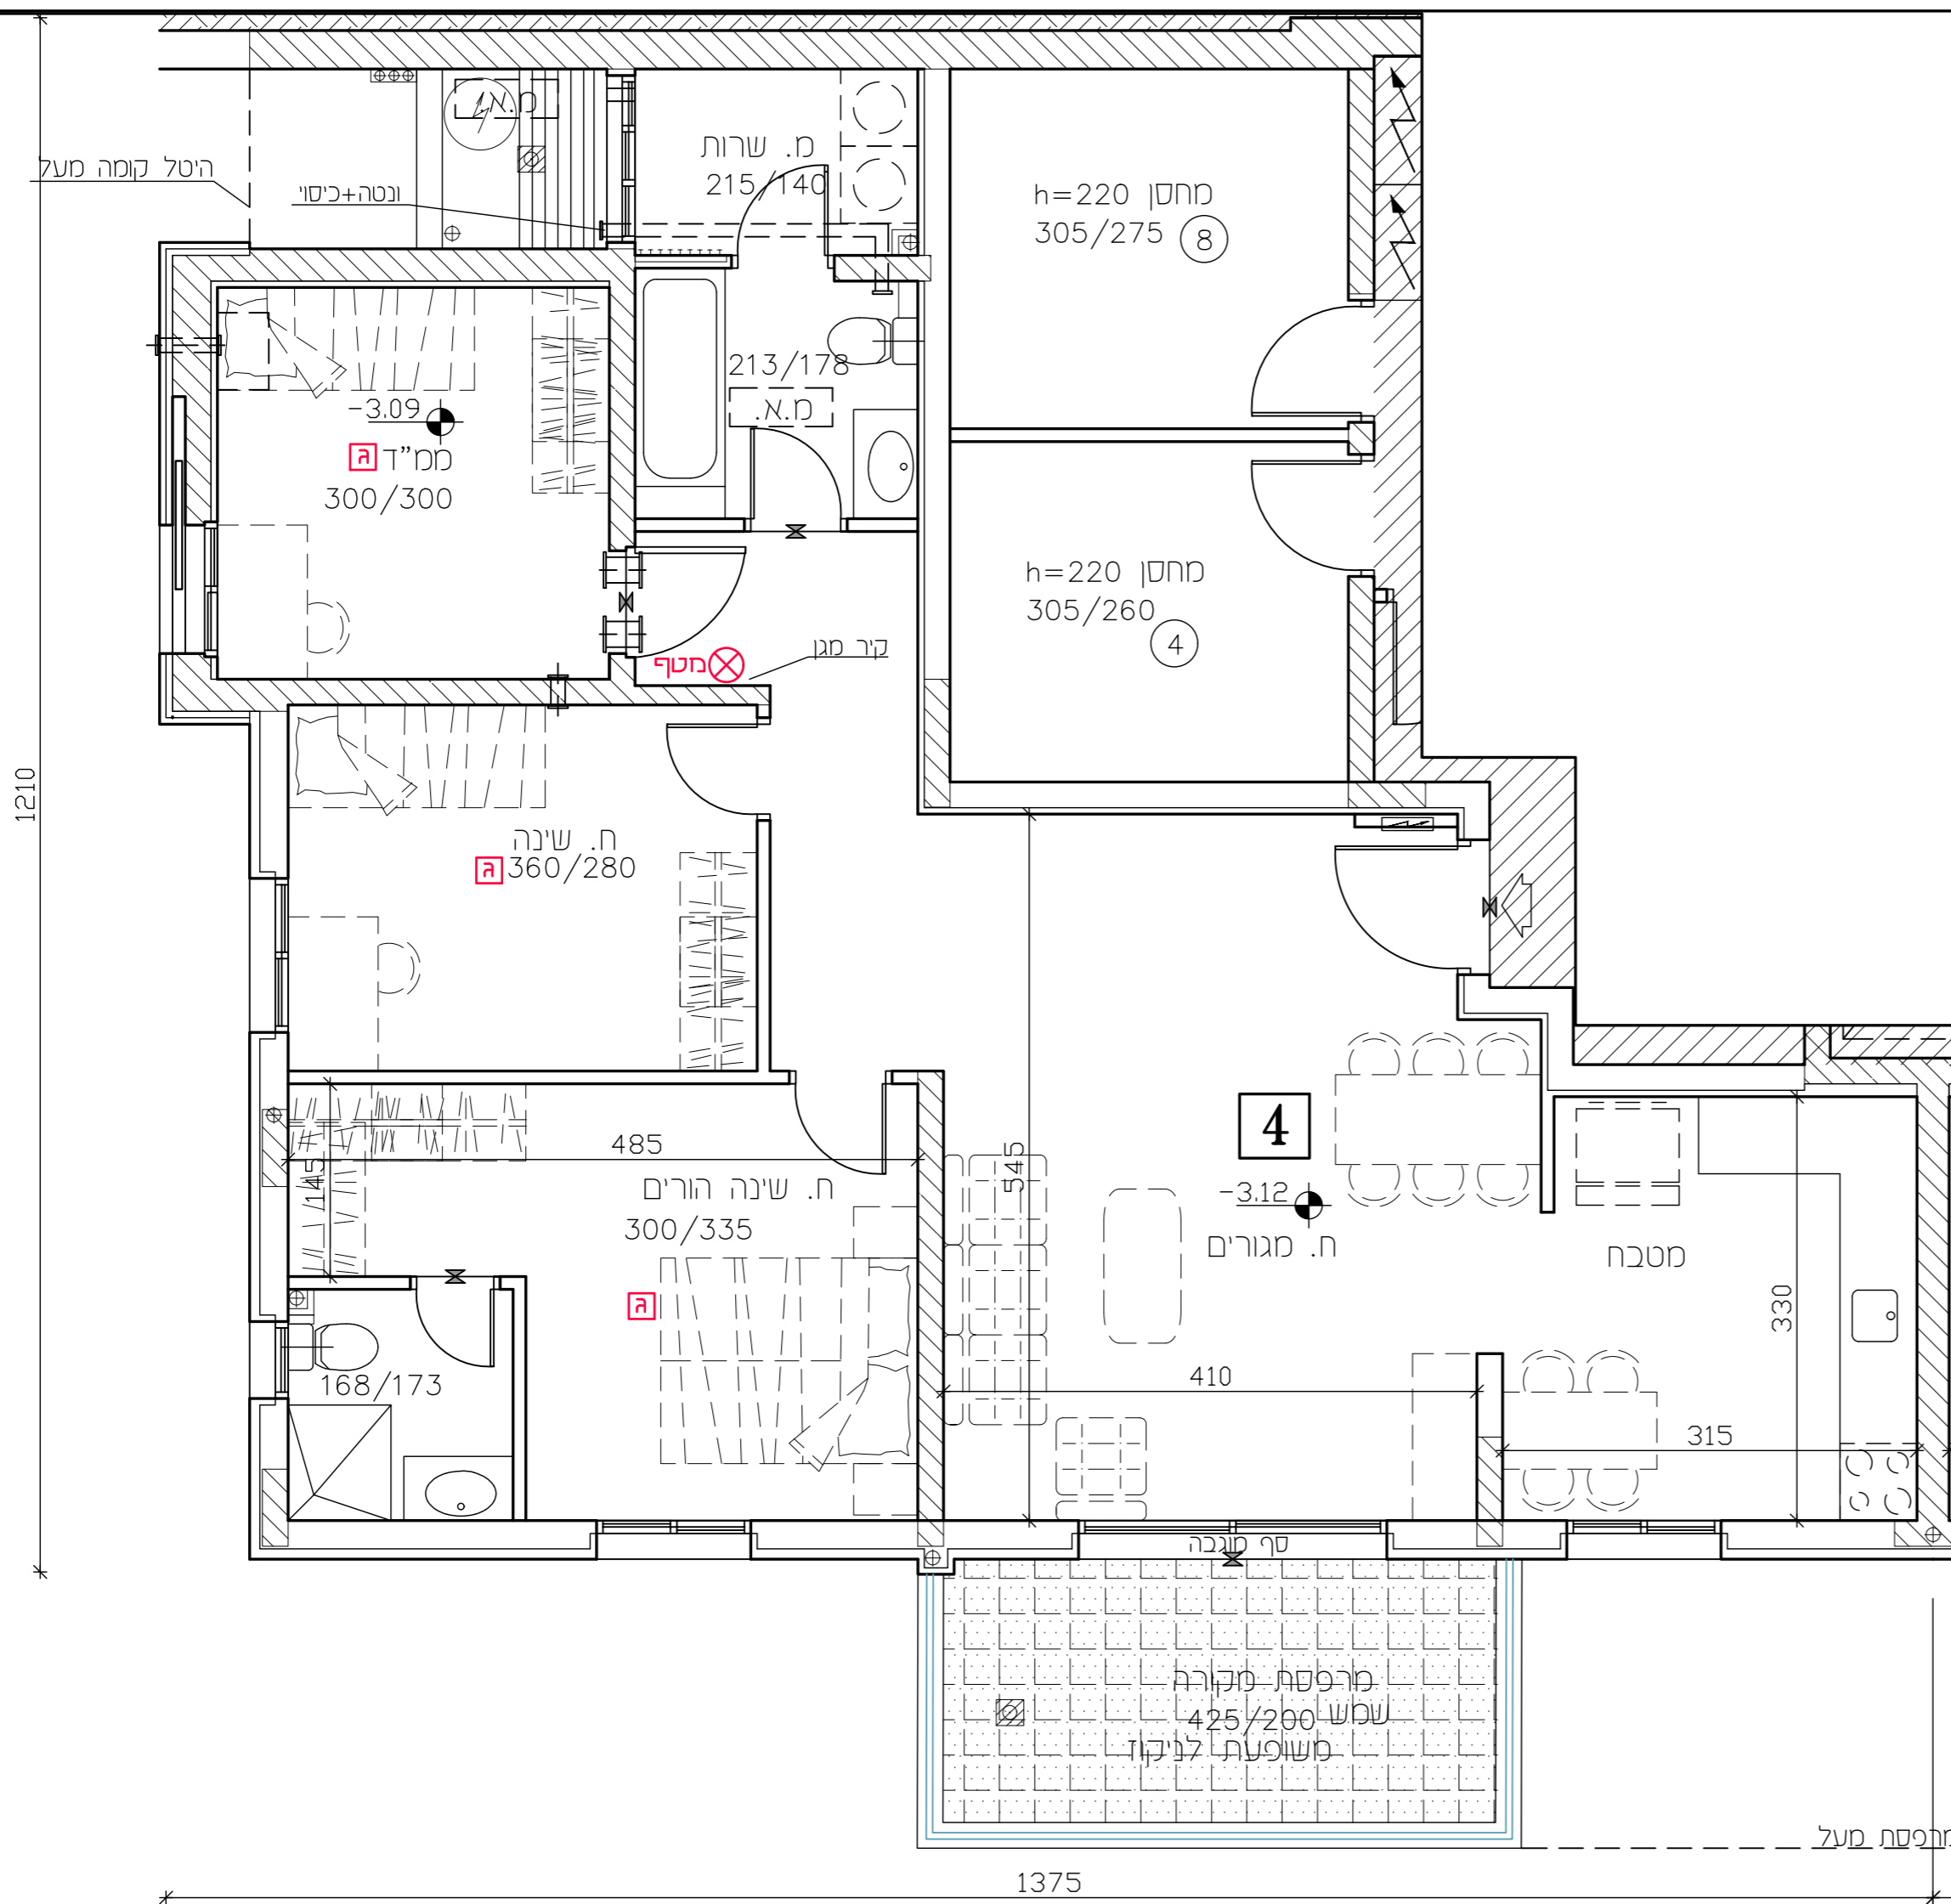 מ.א.
היטל קומה מעל
ונטה+כיסוי
מ. שרות
215/140
מחסן h=220
305/275
8
213/178
מ.א.
-3.09
ממ"ד ג
300/300
מחסן h=220
305/260
4
קיר מגן
מטף
1210
ח. שינה
ג 360/280
485
145
ח. שינה הורים
300/335
ג
168/173
545
4
-3.12
ח. מגורים
מטבח
330
410
315
סף מוגבה
מרפסת מקורה
שמש 425/200
משופעת לניקוז
מרפסת מעל
1375